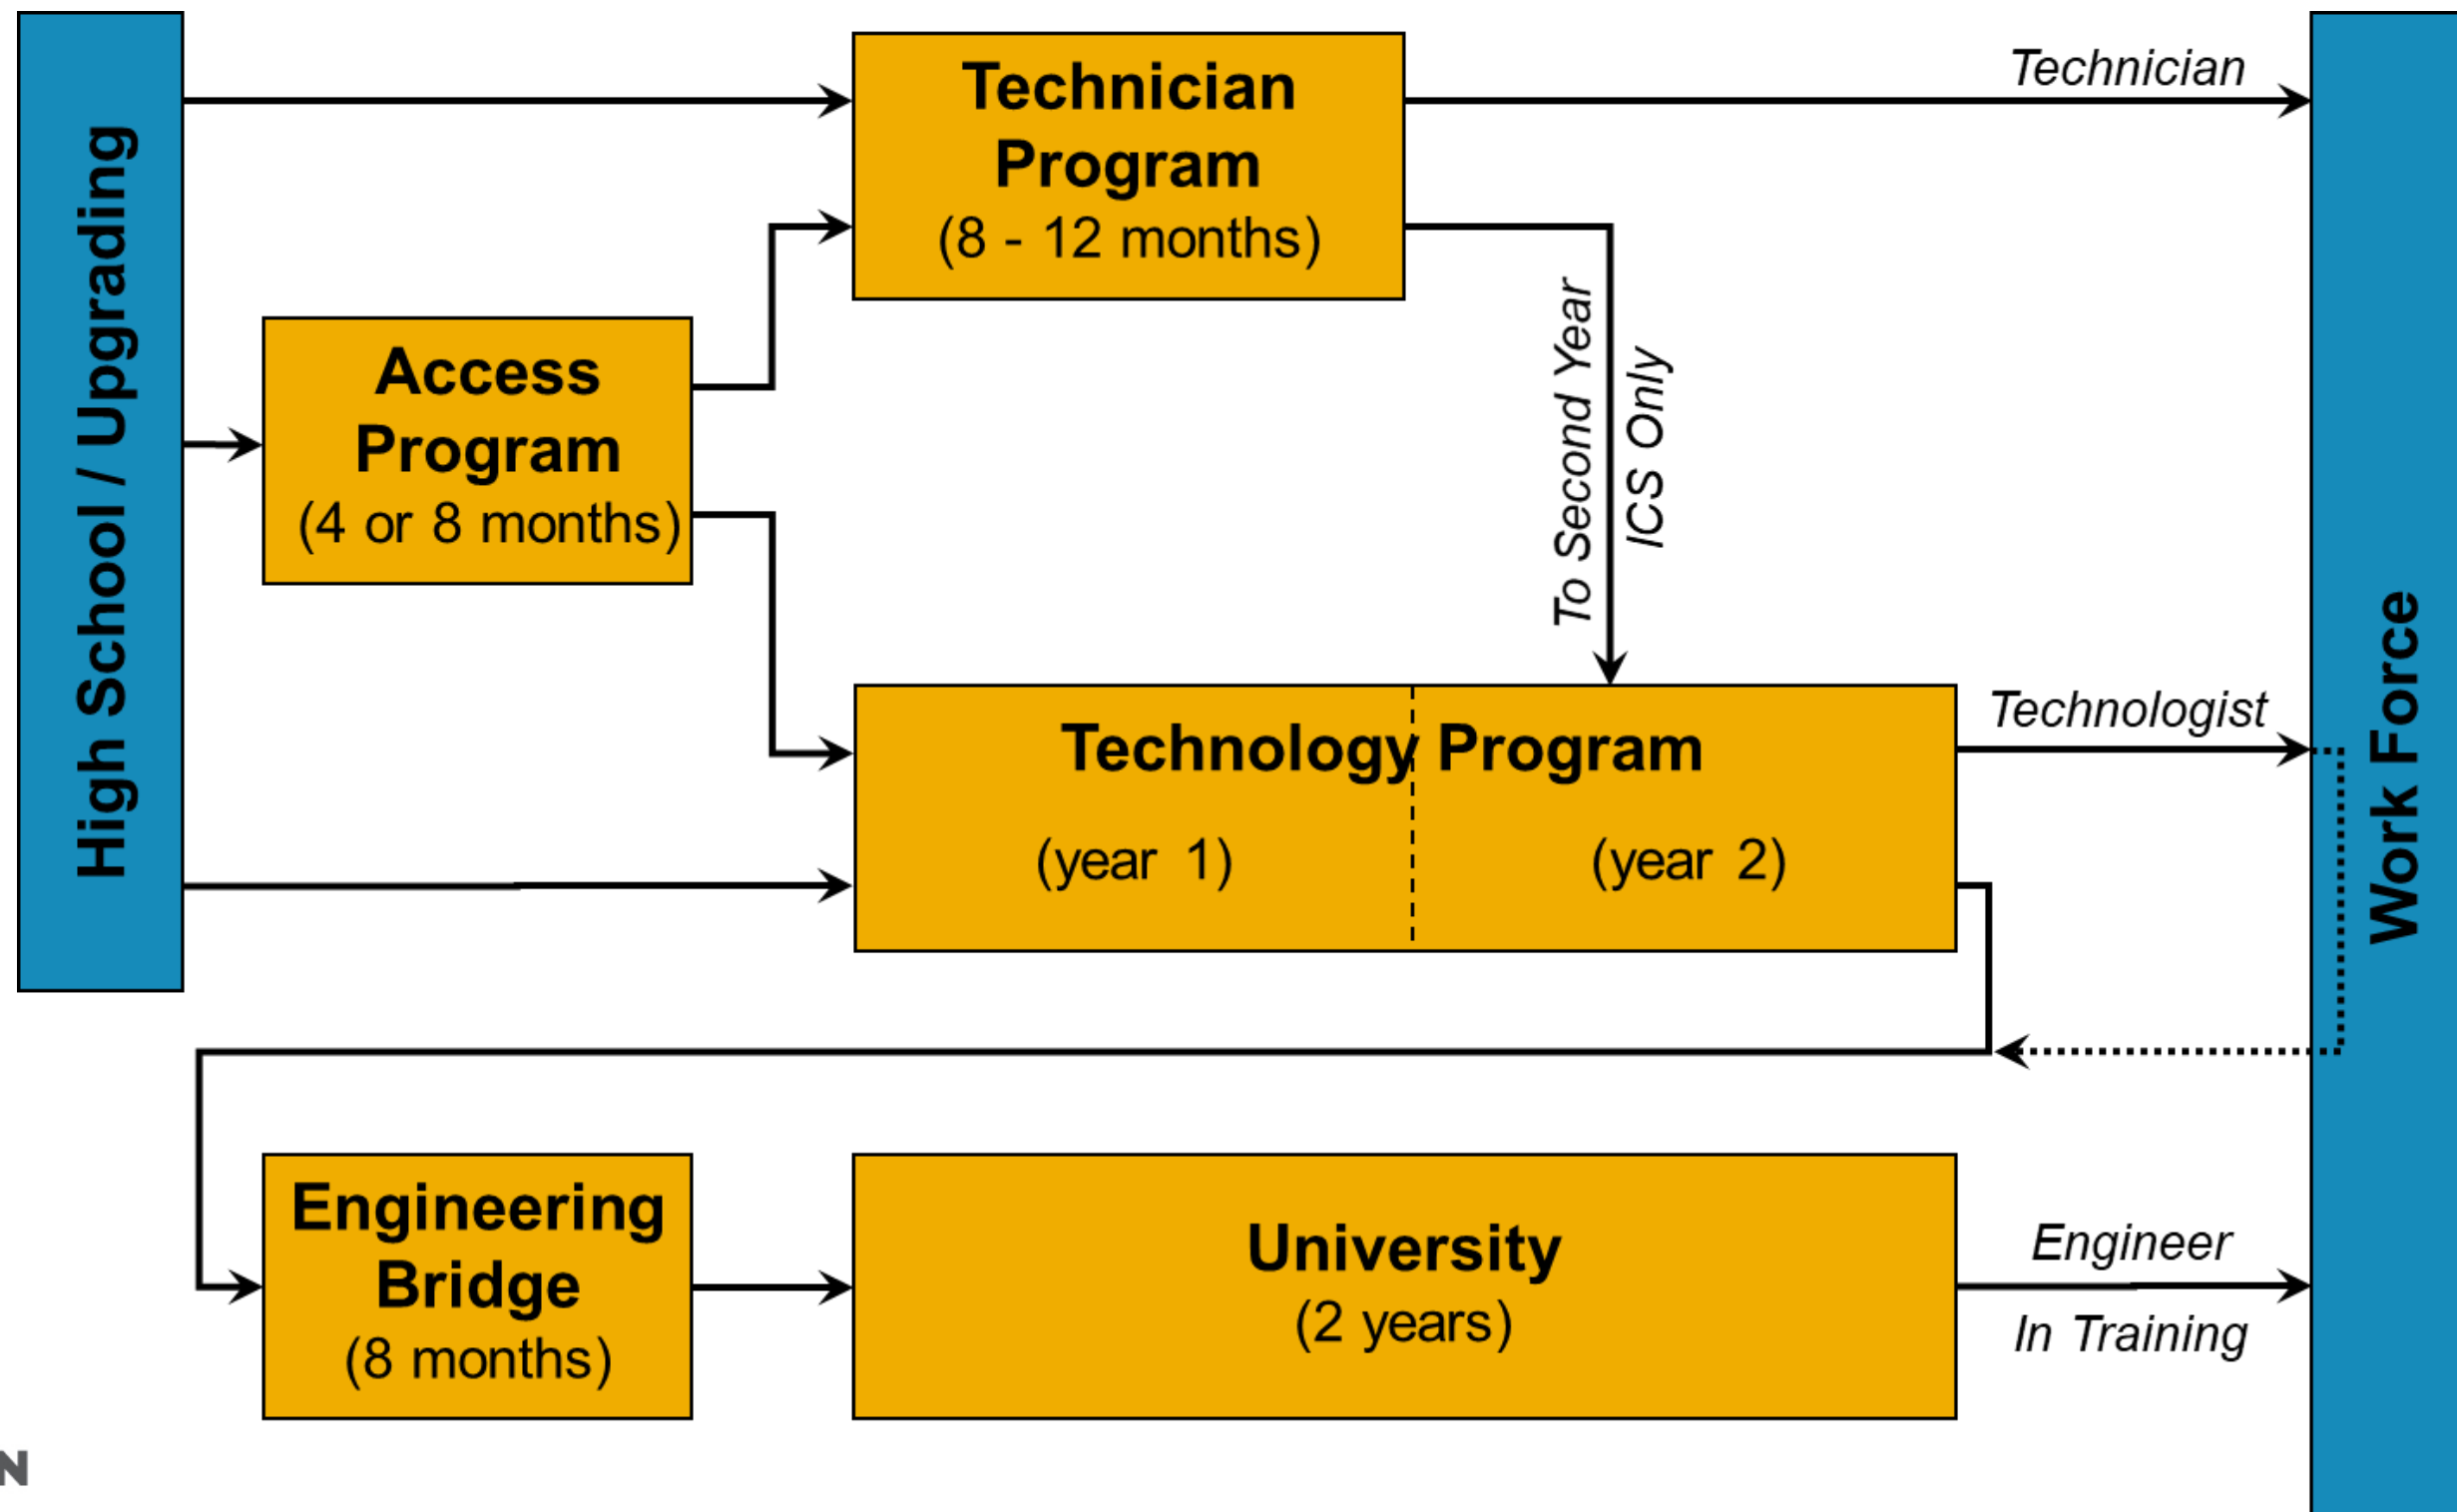 High School / Upgrading
Technician
Program
(8 - 12 months)
Technician
Access
Program
(4 or 8 months)
To Second Year
ICS Only
Technology Program
(year 1)
(year 2)
Technologist
Work Force
Engineering
Bridge
(8 months)
University
(2 years)
Engineer
In Training
N